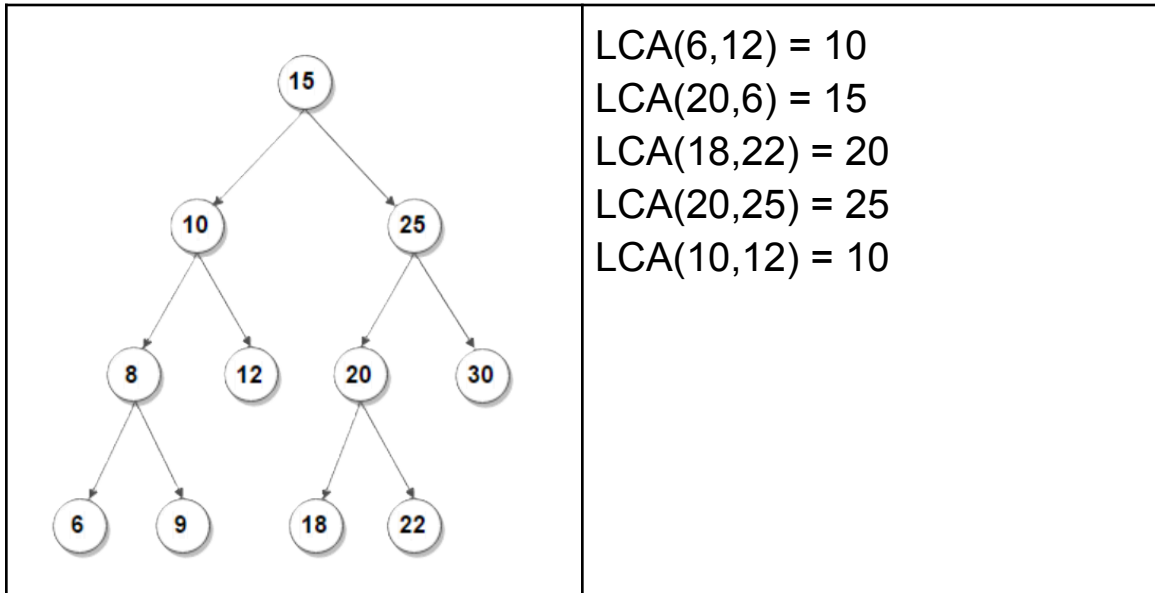 15
10
25
8
12
20
30
6
9
18
22
LCA(6,12) = 10
LCA(20,6) = 15
LCA(18,22) = 20
LCA(20,25) = 25
LCA(10,12) = 10